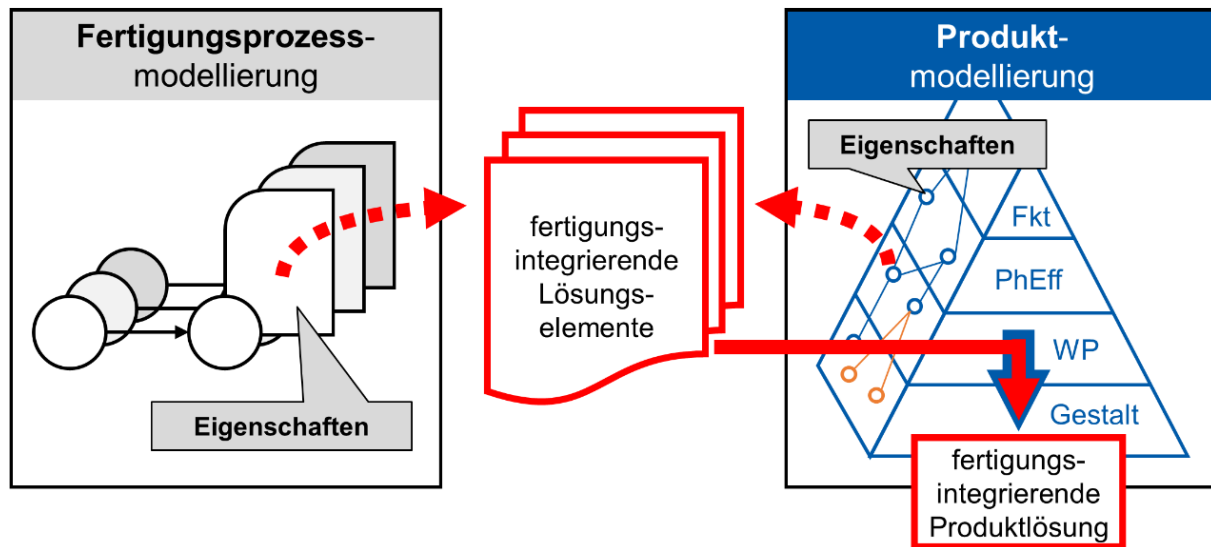 Fertigungsprozess-
modellierung
Eigenschaften
fertigungs-
integrierende
Lösungs-
elemente
Produkt-
modellierung
Eigenschaften
Fkt
PhEff
WP
Gestalt
fertigungs-
integrierende
Produktlösung